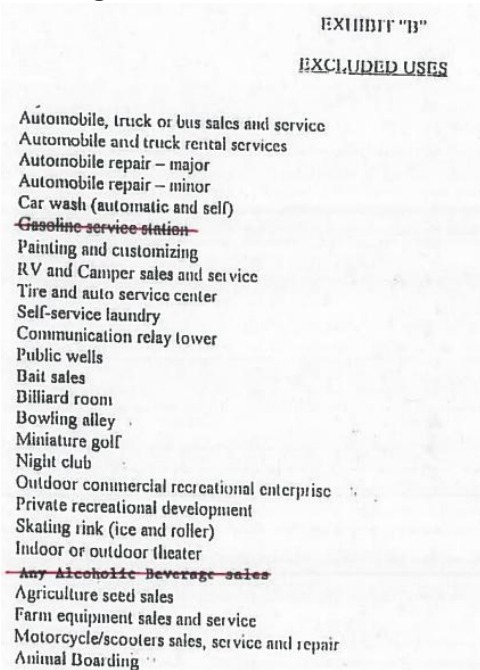 EXHIBIT "B"
EXCLUDED USES
Automobile, truck or bus sales and service
Automobile and truck rental services
Automobile repair – major
Automobile repair – minor
Car wash (automatic and self)
Gasoline service station
Painting and customizing
RV and Camper sales and service
Tire and auto service center
Self-service laundry
Communication relay tower
Public wells
Bait sales
Billiard room
Bowling alley
Miniature golf
Night club
Outdoor commercial recreational enterprise
Private recreational development
Skating rink (ice and roller)
Indoor or outdoor theater
Any Alcoholic Beverage sales
Agriculture seed sales
Farm equipment sales and service
Motorcycle/scooters sales, service and repair
Animal Boarding